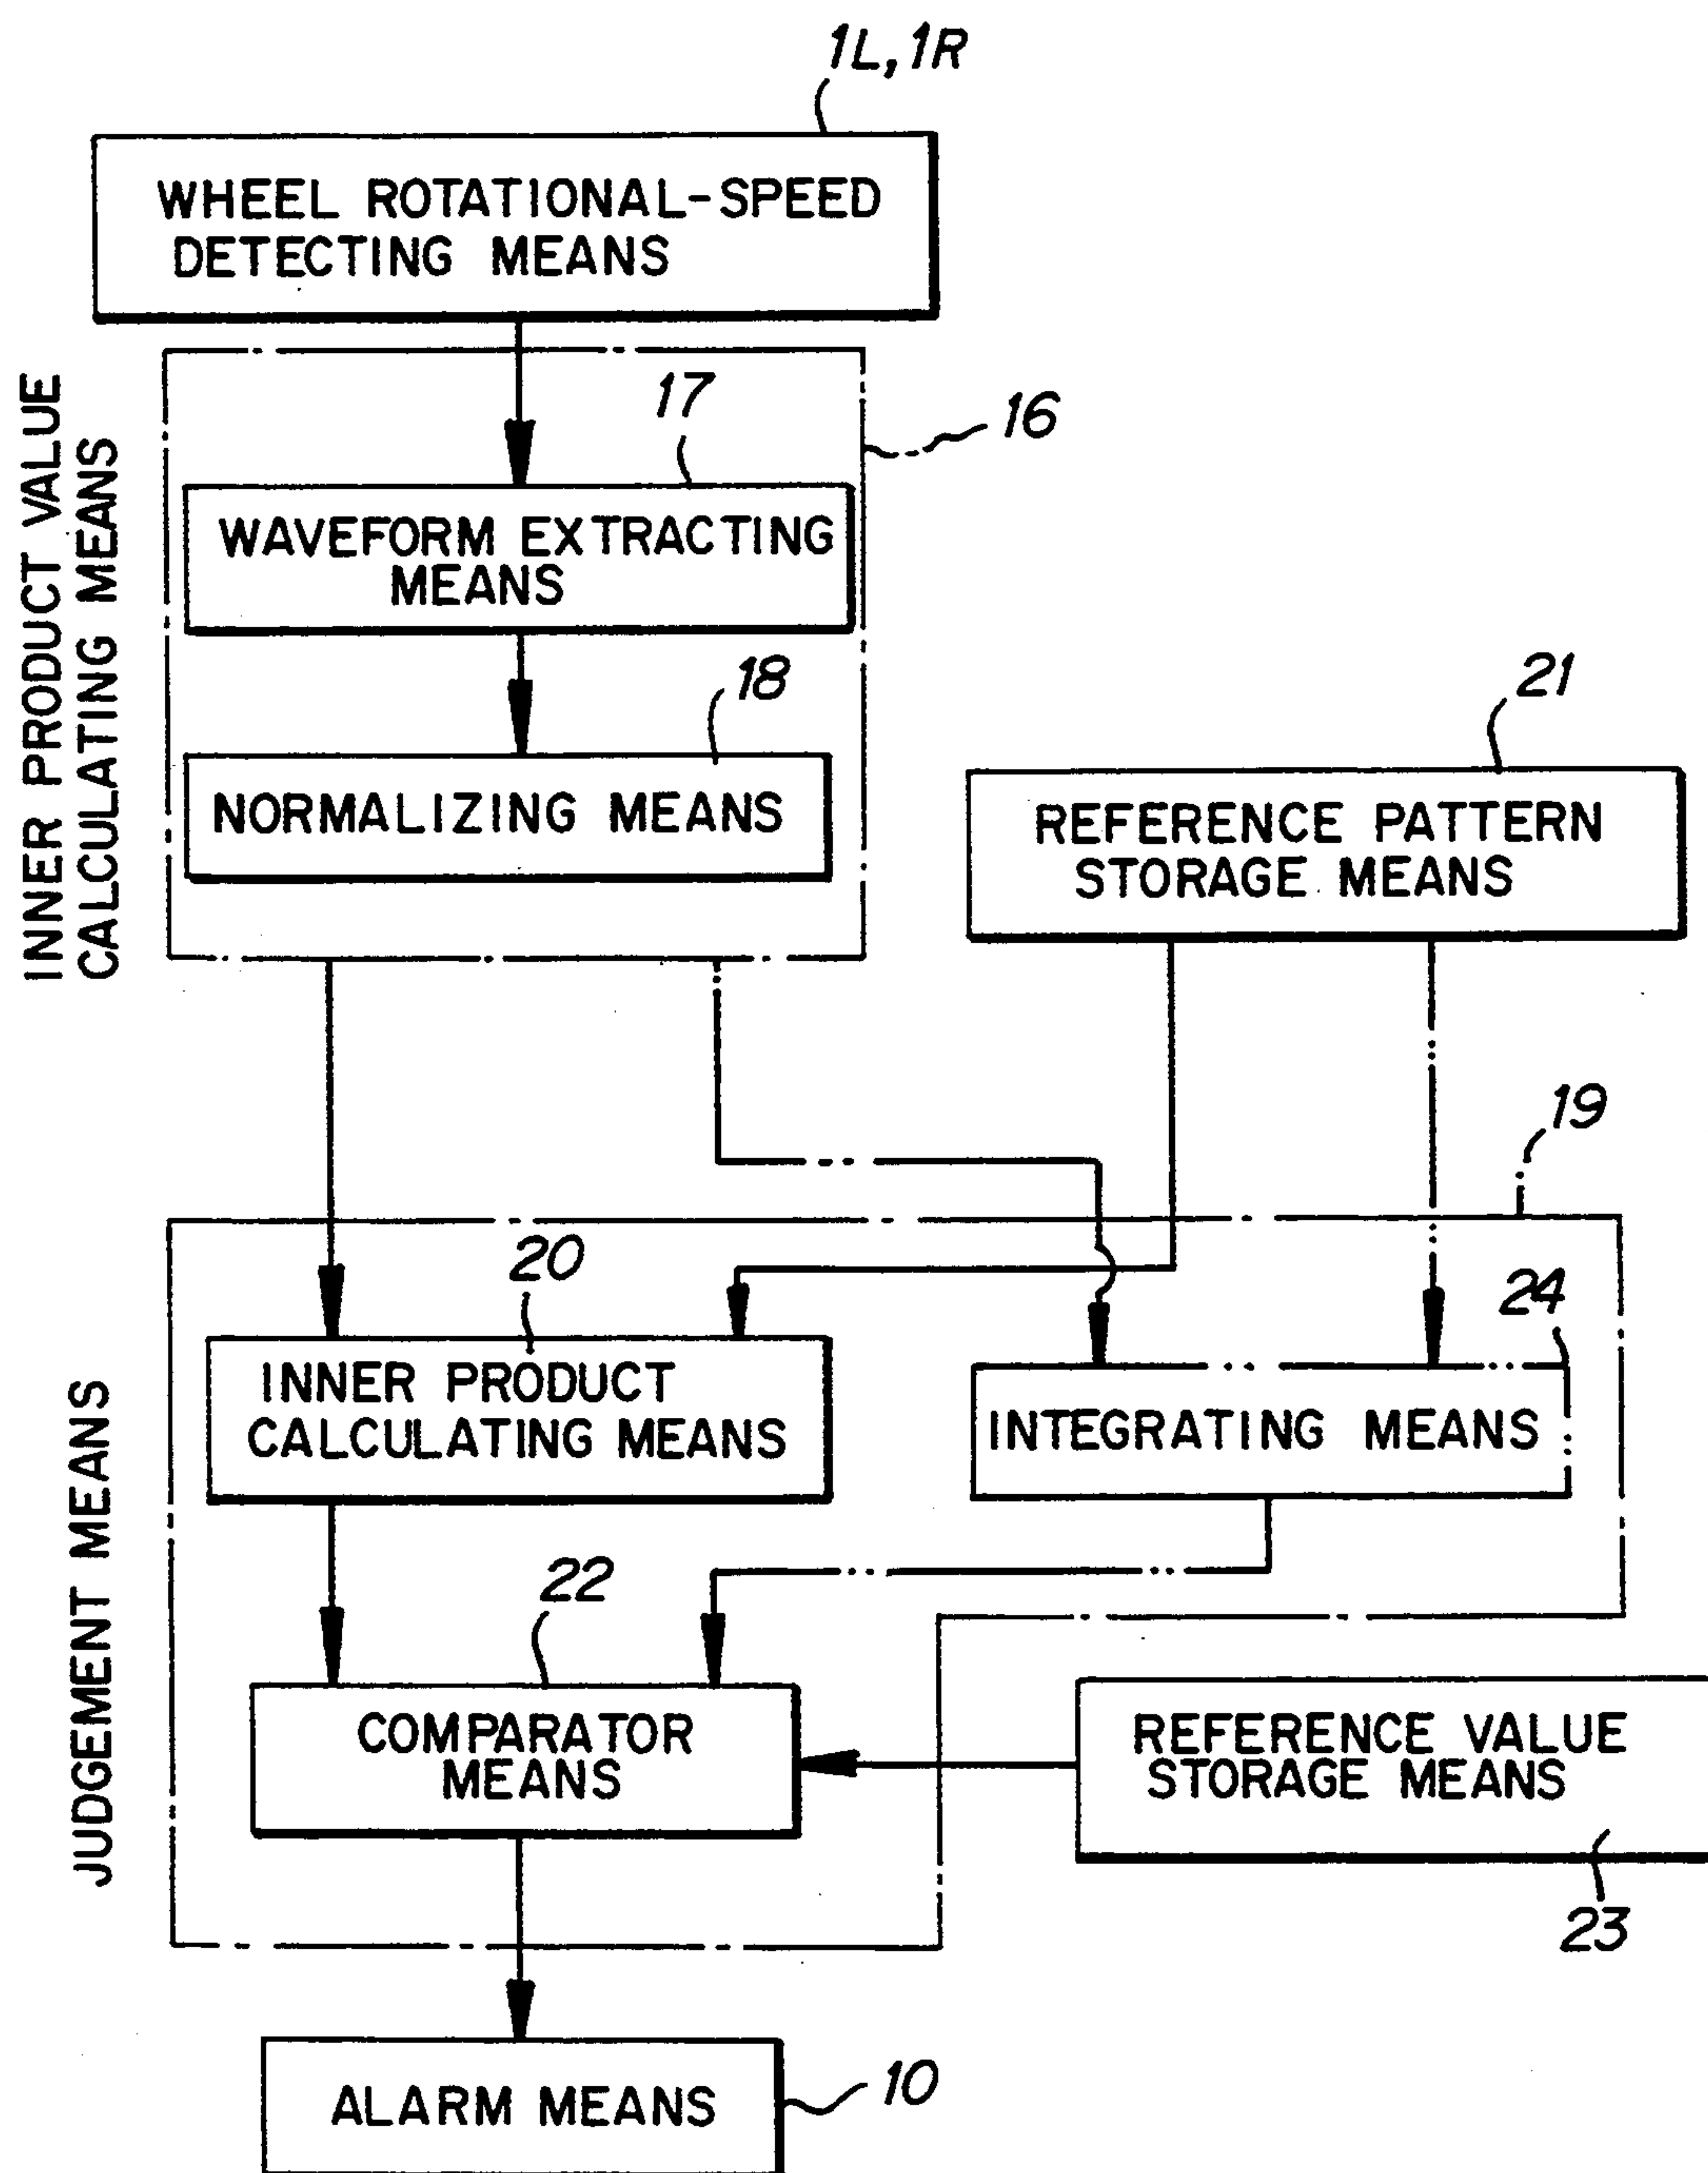 1L, 1R
WHEEL ROTATIONAL-SPEED
DETECTING MEANS
INNER PRODUCT VALUE
CALCULATING MEANS
16
17
WAVEFORM EXTRACTING
MEANS
18
NORMALIZING MEANS
21
REFERENCE PATTERN
STORAGE MEANS
19
JUDGEMENT MEANS
20
INNER PRODUCT
CALCULATING MEANS
24
INTEGRATING MEANS
22
COMPARATOR
MEANS
REFERENCE VALUE
STORAGE MEANS
23
ALARM MEANS
10